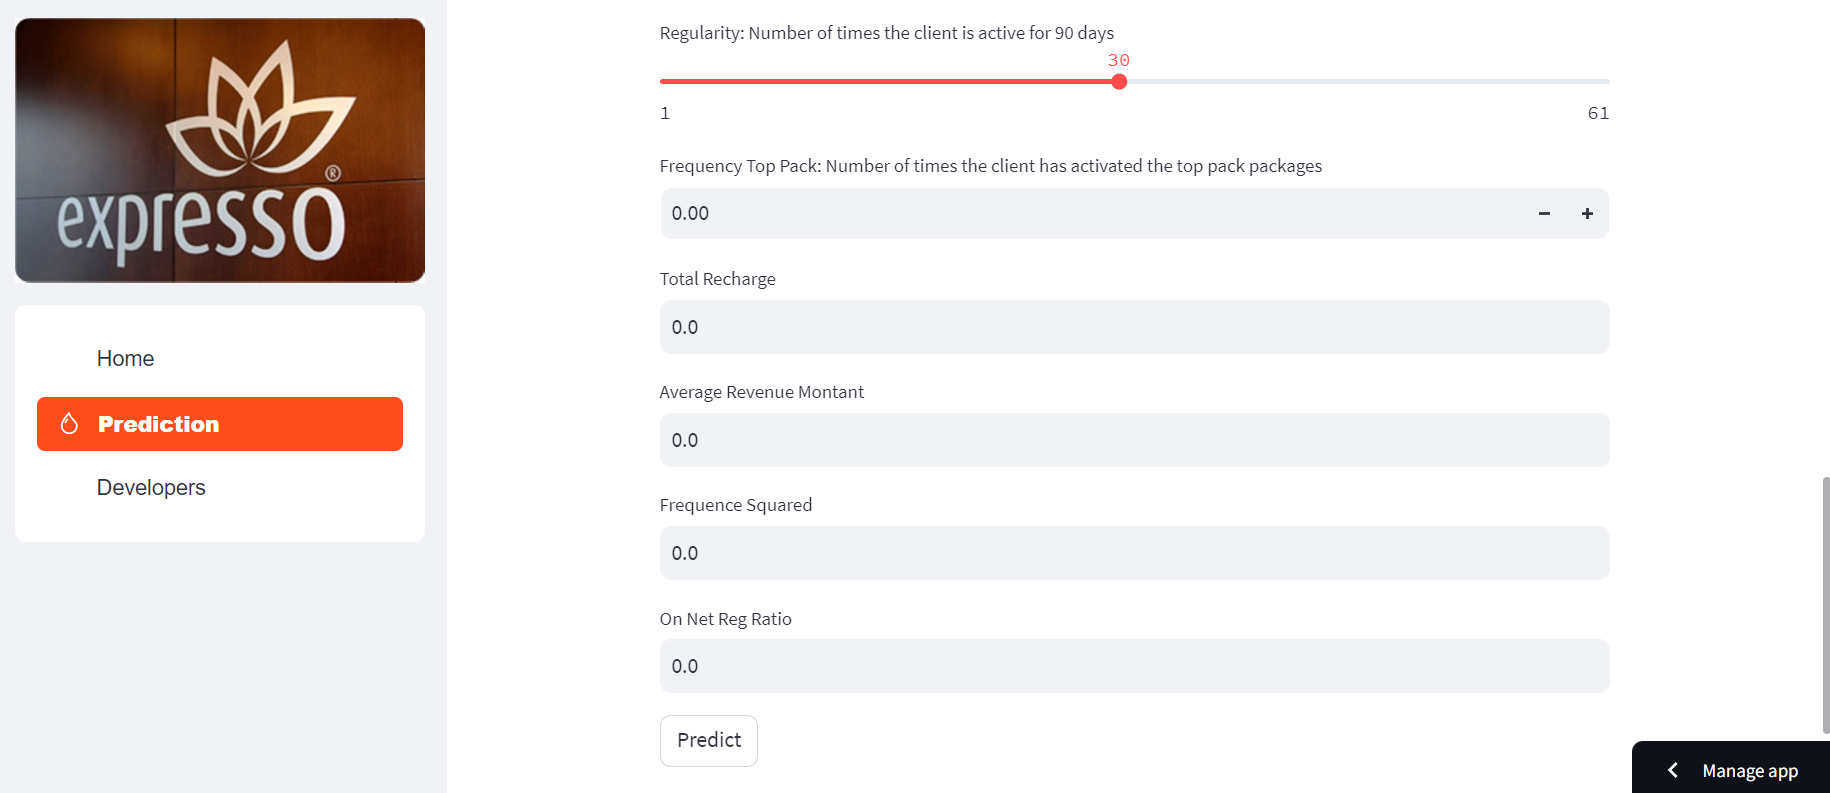 ®
expresso
Home
Prediction
Developers
Regularity: Number of times the client is active for 90 days
30
1
61
Frequency Top Pack: Number of times the client has activated the top pack packages
0.00
Total Recharge
0.0
Average Revenue Montant
0.0
Frequence Squared
0.0
On Net Reg Ratio
0.0
Predict
Manage app